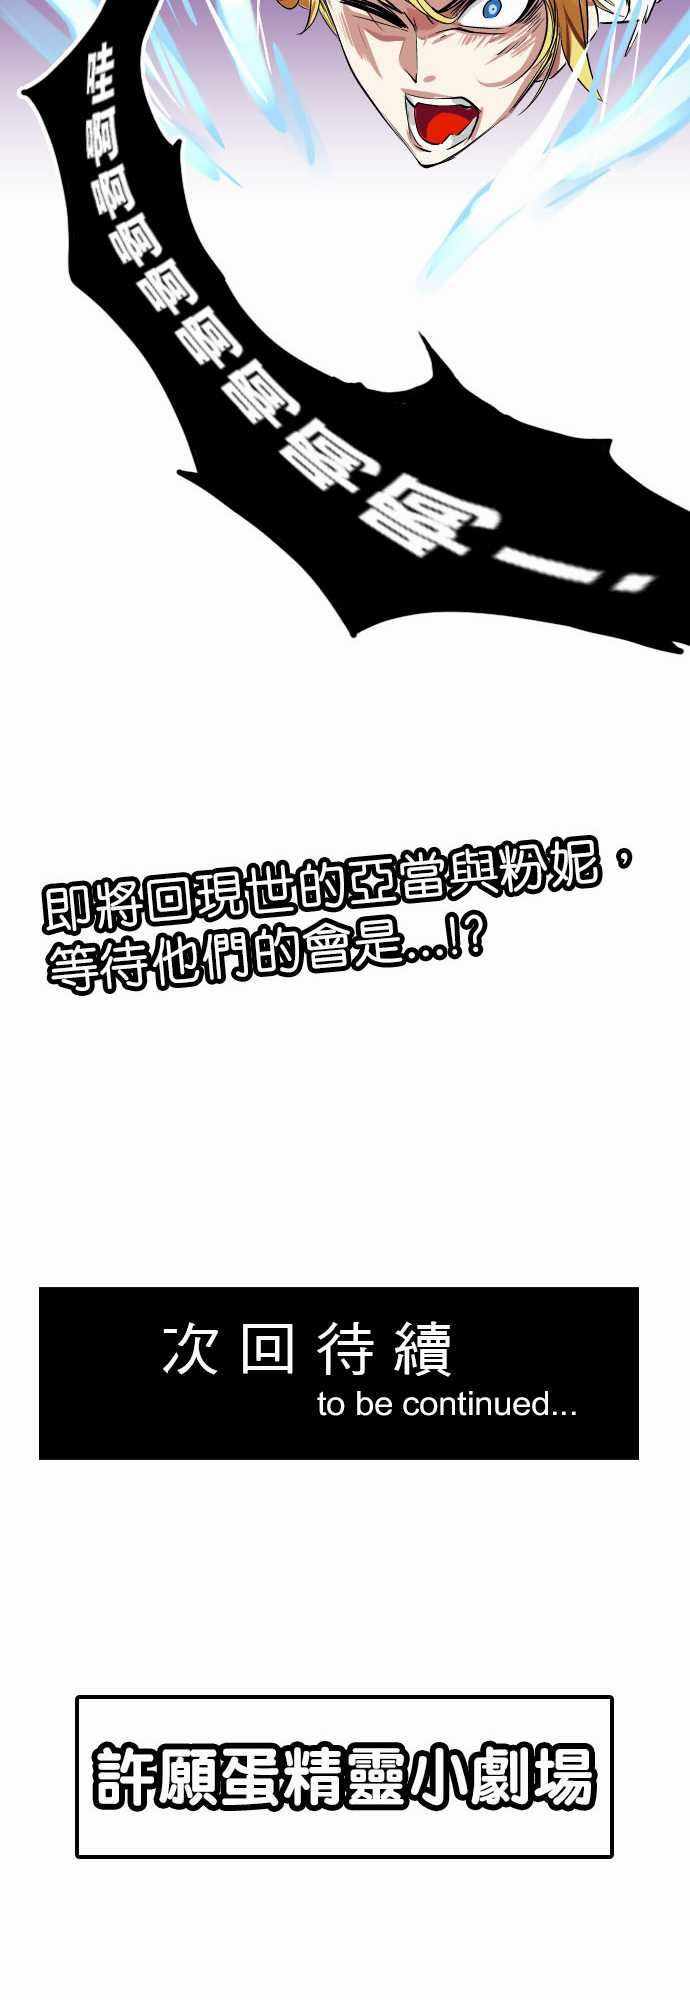 哇啊啊啊啊啊啊啊啊—!
即將回現世的亞當與粉妮，
等待他們的會是...!?
次回待續
to be continued...
許願蛋精靈小劇場